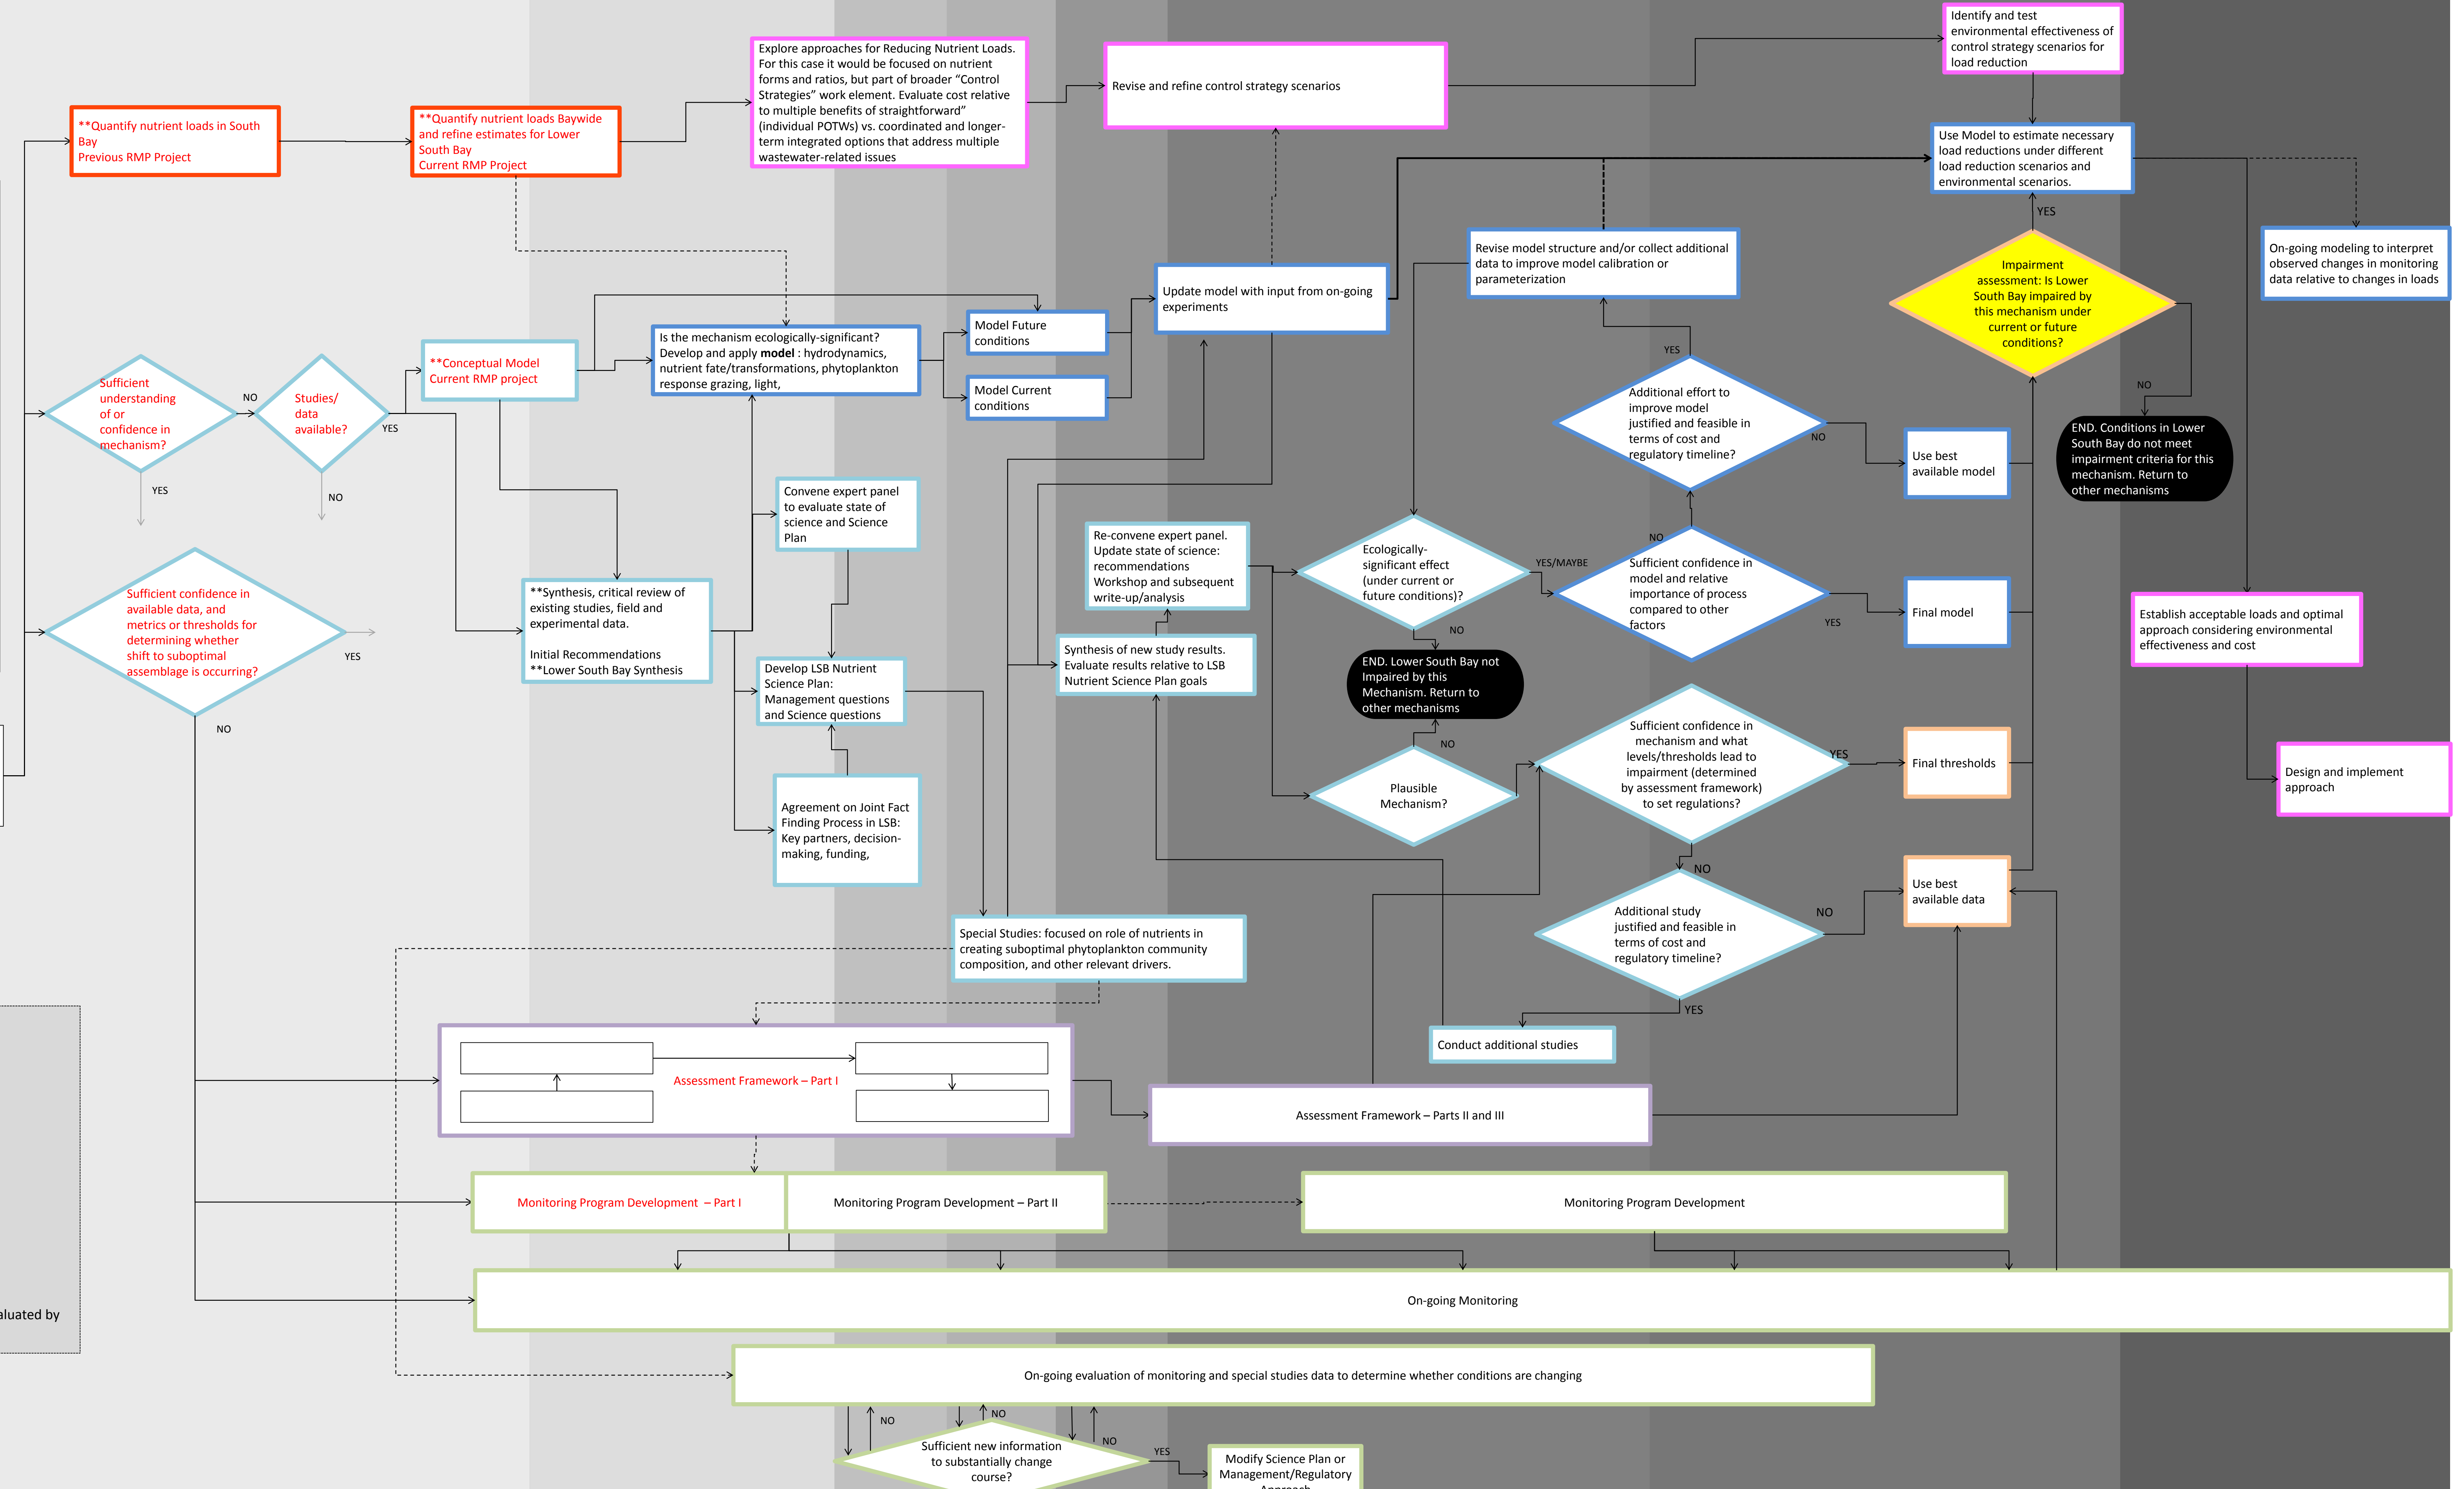 **Quantify nutrient loads in South
Bay
Previous RMP Project
**Quantify nutrient loads Baywide
and refine estimates for Lower
South Bay
Current RMP Project
Explore approaches for Reducing Nutrient Loads.
For this case it would be focused on nutrient
forms and ratios, but part of broader “Control
Strategies” work element. Evaluate cost relative
to multiple benefits of straightforward”
(individual POTWs) vs. coordinated and longer-
term integrated options that address multiple
wastewater-related issues
Revise and refine control strategy scenarios
Identify and test
environmental effectiveness of
control strategy scenarios for
load reduction
Use Model to estimate necessary
load reductions under different
load reduction scenarios and
environmental scenarios.
YES
Impairment
assessment: Is Lower
South Bay impaired by
this mechanism under
current or future
conditions?
On-going modeling to interpret
observed changes in monitoring
data relative to changes in loads
NO
END. Conditions in Lower
South Bay do not meet
impairment criteria for this
mechanism. Return to
other mechanisms
Sufficient
understanding
of or
confidence in
mechanism?
NO
YES
Studies/
data
available?
YES
NO
**Conceptual Model
Current RMP project
Is the mechanism ecologically-significant?
Develop and apply model : hydrodynamics,
nutrient fate/transformations, phytoplankton
response grazing, light,
Model Future
conditions
Model Current
conditions
Update model with input from on-going
experiments
Revise model structure and/or collect additional
data to improve model calibration or
parameterization
YES
Additional effort to
improve model
justified and feasible in
terms of cost and
regulatory timeline?
NO
Use best
available model
Sufficient confidence in
available data, and
metrics or thresholds for
determining whether
shift to suboptimal
assemblage is occurring?
YES
NO
**Synthesis, critical review of
existing studies, field and
experimental data.
Initial Recommendations
**Lower South Bay Synthesis
Convene expert panel
to evaluate state of
science and Science
Plan
Develop LSB Nutrient
Science Plan:
Management questions
and Science questions
Agreement on Joint Fact
Finding Process in LSB:
Key partners, decision-
making, funding,
Re-convene expert panel.
Update state of science:
recommendations
Workshop and subsequent
write-up/analysis
Synthesis of new study results.
Evaluate results relative to LSB
Nutrient Science Plan goals
Ecologically-
significant effect
(under current or
future conditions)?
YES/MAYBE
NO
END. Lower South Bay not
Impaired by this
Mechanism. Return to
other mechanisms
NO
Plausible
Mechanism?
NO
Sufficient confidence in
model and relative
importance of process
compared to other
factors
YES
Final model
Sufficient confidence in
mechanism and what
levels/thresholds lead to
impairment (determined
by assessment framework)
to set regulations?
YES
Final thresholds
NO
Additional study
justified and feasible in
terms of cost and
regulatory timeline?
NO
Use best
available data
YES
Conduct additional studies
Establish acceptable loads and optimal
approach considering environmental
effectiveness and cost
Design and implement
approach
Special Studies: focused on role of nutrients in
creating suboptimal phytoplankton community
composition, and other relevant drivers.
Assessment Framework – Part I
Assessment Framework – Parts II and III
Monitoring Program Development – Part I
Monitoring Program Development – Part II
Monitoring Program Development
On-going Monitoring
aluated by
On-going evaluation of monitoring and special studies data to determine whether conditions are changing
NO
NO
NO
Sufficient new information
to substantially change
course?
YES
Modify Science Plan or
Management/Regulatory
Approach